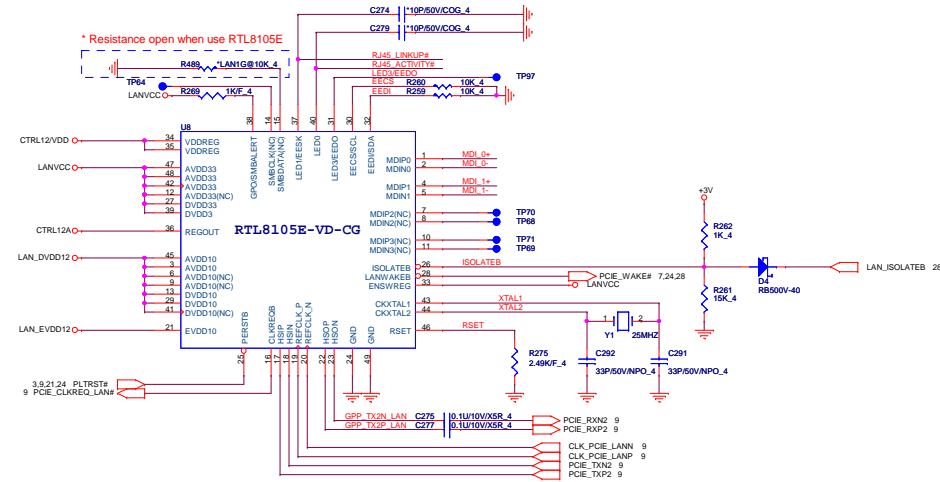 C274 *10P/50V/COG_4
C279 *10P/50V/COG_4
* Resistance open when use RTL8105E
R489 *LAN1G@10K_4
RJ45_LINKUP#
RJ45_ACTIVITY#
LED3/EEDO TP97
TP64
EECS R260 10K_4
LANVCC R269 1K/F_4
EEDI R259 10K_4
38 14 15 37 40 31 30 32
U8
GPO/SMBALERT
SMBCLK(NC)
SMBDATA(NC)
LED1/EESK
LED0
LED3/EEDO
EECS/SCL
EEDI/SDA
CTRL12/VDD
34 VDDREG
35 VDDREG
LANVCC
47 AVDD33
48 AVDD33
42 AVDD33
12 AVDD33(NC)
27 DVDD33
39 DVDD3
CTRL12A 36 REGOUT
RTL8105E-VD-CG
LAN_DVDD12
45 AVDD10
3 AVDD10
6 AVDD10(NC)
9 AVDD10(NC)
13 DVDD10
29 DVDD10
41 DVDD10(NC)
LAN_EVDD12 21 EVDD10
MDIP0 1 MDI_0+
MDIN0 2 MDI_0-
MDIP1 4 MDI_1+
MDIN1 5 MDI_1-
MDIP2(NC) 7 TP70
MDIN2(NC) 8 TP68
MDIP3(NC) 10 TP71
MDIN3(NC) 11 TP69
ISOLATEB 26 ISOLATEB
LANWAKEB 28 PCIE_WAKE# 7,24,28
ENSWREG 33 LANVCC
CKXTAL1 43 XTAL1
CKXTAL2 44 XTAL2
RSET 46 RSET
+3V
R262
1K_4
R261
15K_4
D4
RB500V-40
LAN_ISOLATEB 28
1 2
Y1 25MHZ
R275
2.49K/F_4
C292
33P/50V/NPO_4
C291
33P/50V/NPO_4
PERSTB
CLKREQB
HSIP
HSIN
REFCLK_P
REFCLK_N
HSOP
HSON
GND
GND
25 16 17 18 19 20 22 23 24 49
3,9,21,24 PLTRST#
9 PCIE_CLKREQ_LAN#
GPP_TX2N_LAN C275 0.1U/10V/X5R_4 PCIE_RXN2 9
GPP_TX2P_LAN C277 0.1U/10V/X5R_4 PCIE_RXP2 9
CLK_PCIE_LANN 9
CLK_PCIE_LANP 9
PCIE_TXN2 9
PCIE_TXP2 9